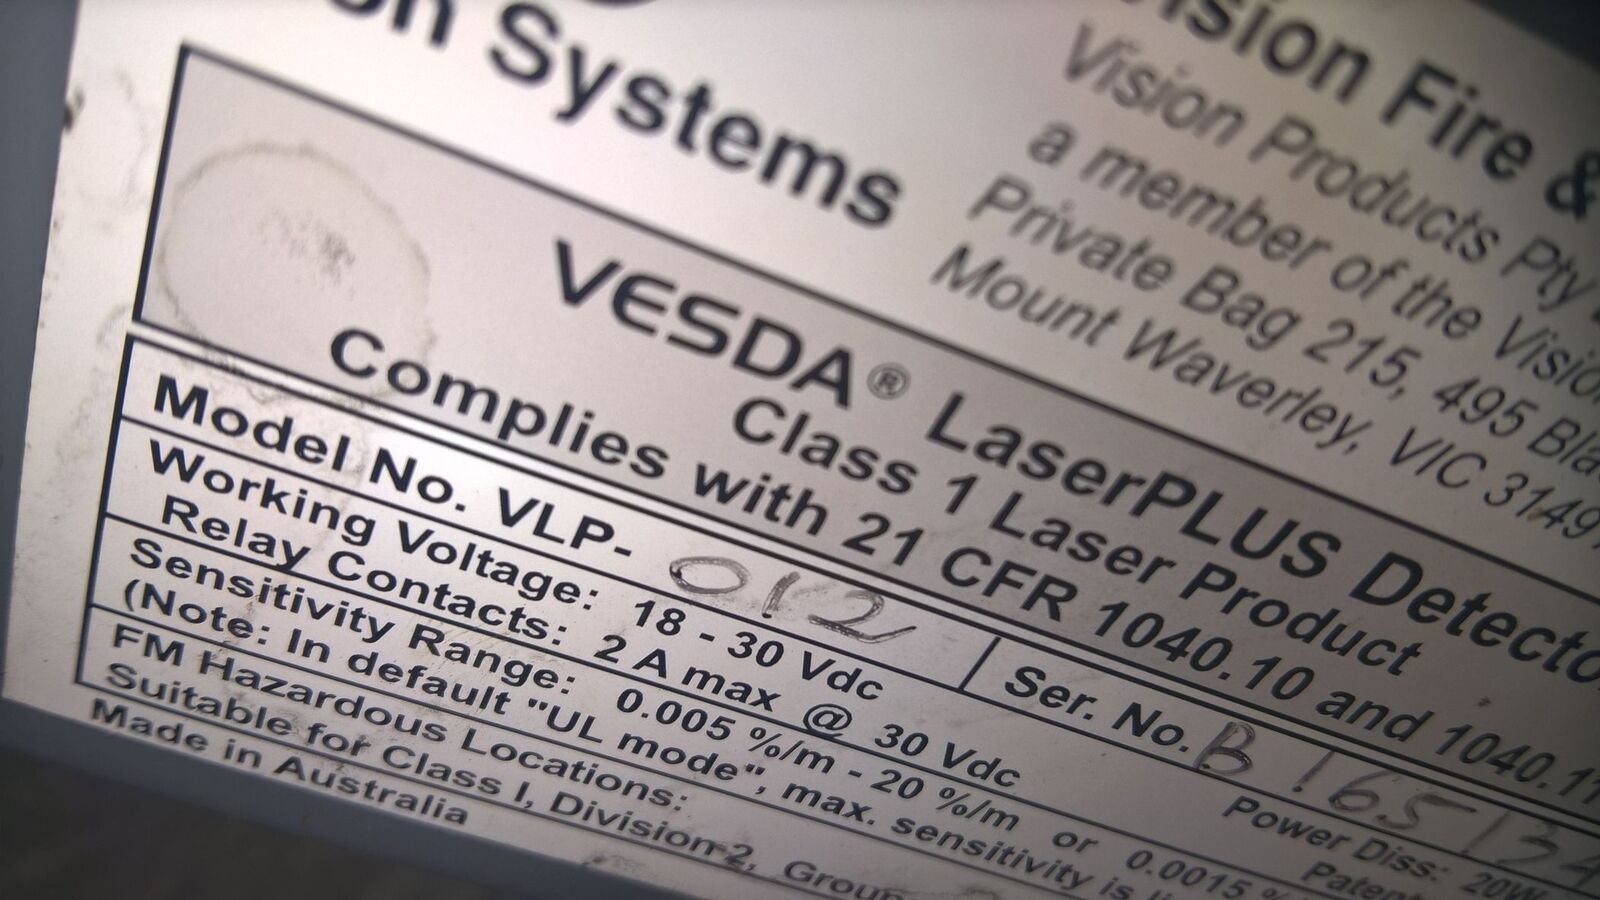 on Systems
Vision Fire &
Vision Products Pty
a member of the Visio
Private Bag 215, 495 Bla
Mount Waverley, VIC 3149
VESDA® LaserPLUS Detecto
Class 1 Laser Product
Complies with 21 CFR 1040.10 and 1040.11
Model No. VLP- 012 Ser. No. B 165134
Working Voltage: 18 - 30 Vdc Power Diss: 20W
Relay Contacts: 2 A max @ 30 Vdc Patent
Sensitivity Range: 0.005 %/m - 20 %/m or 0.0015 %
(Note: In default "UL mode", max. sensitivity is li
FM Hazardous Locations:
Suitable for Class I, Division 2, Group
Made in Australia